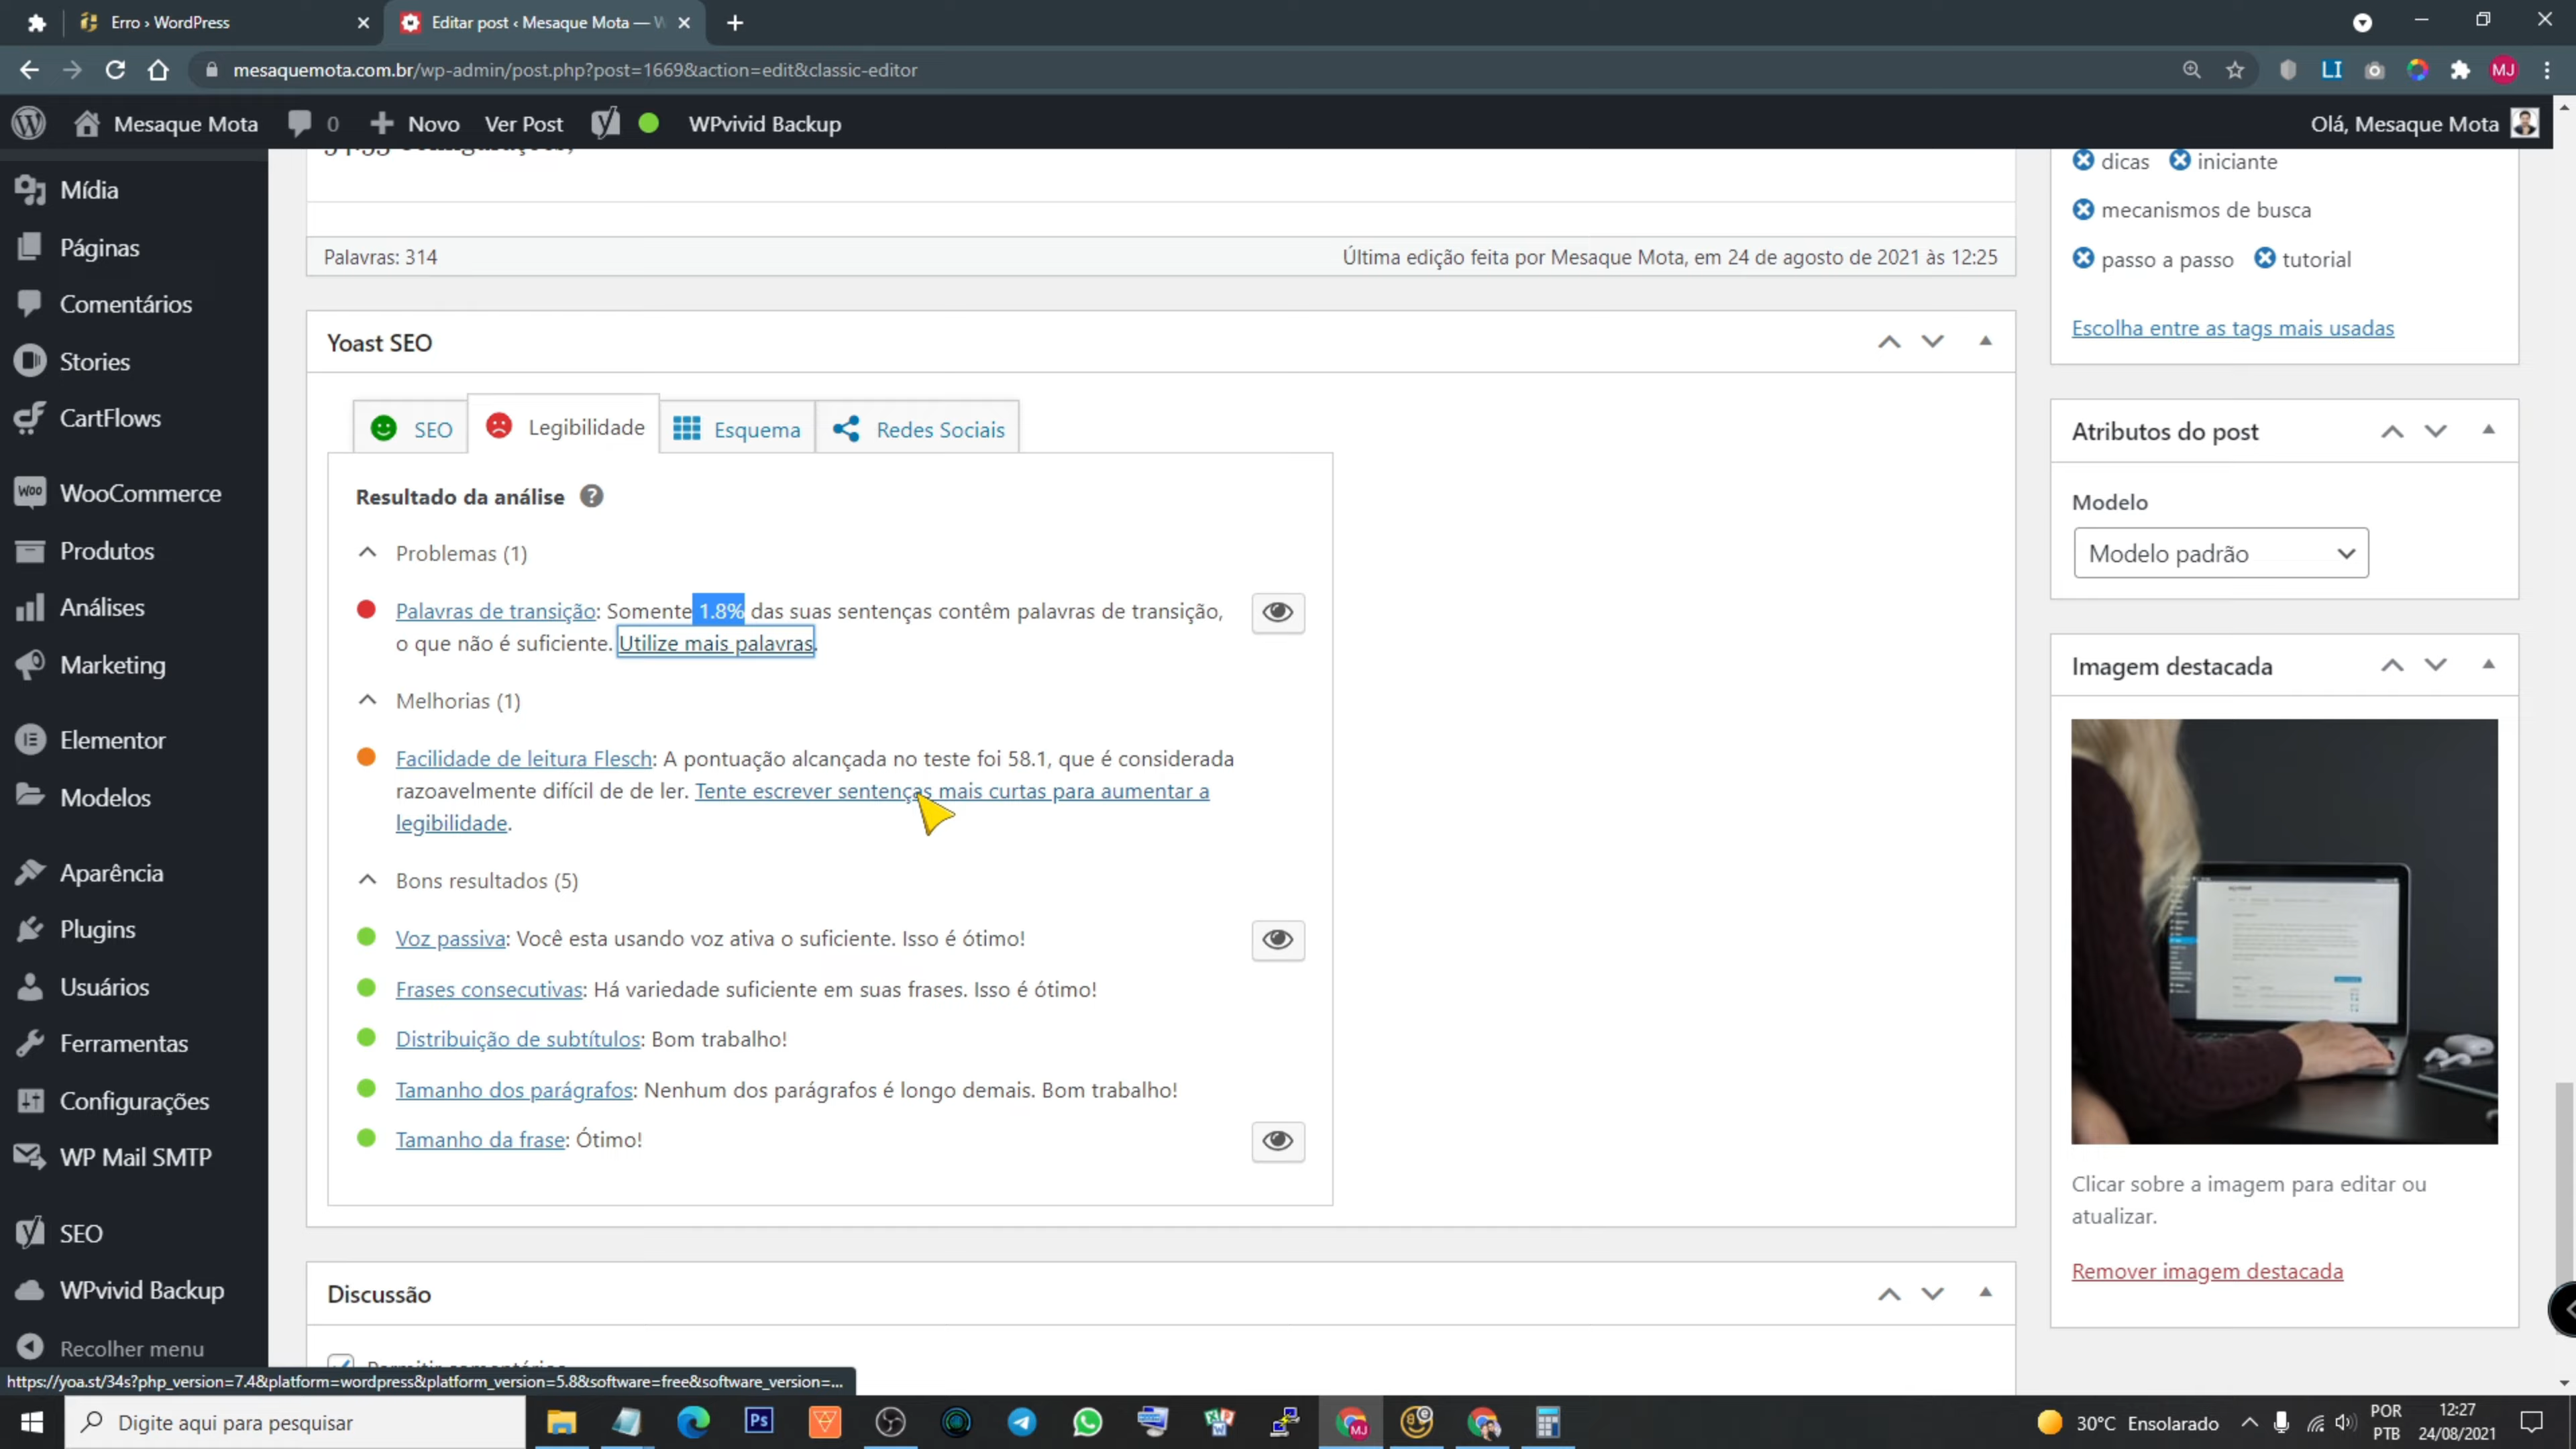 Erro › WordPress
Editar post ‹ Mesaque Mota — W
mesaquemota.com.br/wp-admin/post.php?post=1669&action=edit&classic-editor
LI
MJ
Mesaque Mota
0
Novo
Ver Post
WPvivid Backup
Olá, Mesaque Mota
Mídia
Páginas
Comentários
Stories
CartFlows
WooCommerce
Produtos
Análises
Marketing
Elementor
Modelos
Aparência
Plugins
Usuários
Ferramentas
Configurações
WP Mail SMTP
SEO
WPvivid Backup
Recolher menu
Palavras: 314
Última edição feita por Mesaque Mota, em 24 de agosto de 2021 às 12:25
Yoast SEO
SEO
Legibilidade
Esquema
Redes Sociais
Resultado da análise
Problemas (1)
Palavras de transição: Somente 1.8% das suas sentenças contêm palavras de transição,
o que não é suficiente. Utilize mais palavras.
Melhorias (1)
Facilidade de leitura Flesch: A pontuação alcançada no teste foi 58.1, que é considerada
razoavelmente difícil de de ler. Tente escrever sentenças mais curtas para aumentar a
legibilidade.
Bons resultados (5)
Voz passiva: Você esta usando voz ativa o suficiente. Isso é ótimo!
Frases consecutivas: Há variedade suficiente em suas frases. Isso é ótimo!
Distribuição de subtítulos: Bom trabalho!
Tamanho dos parágrafos: Nenhum dos parágrafos é longo demais. Bom trabalho!
Tamanho da frase: Ótimo!
Discussão
dicas
iniciante
mecanismos de busca
passo a passo
tutorial
Escolha entre as tags mais usadas
Atributos do post
Modelo
Modelo padrão
Imagem destacada
Clicar sobre a imagem para editar ou
atualizar.
Remover imagem destacada
https://yoa.st/34s?php_version=7.4&platform=wordpress&platform_version=5.8&software=free&software_version=...
Digite aqui para pesquisar
Ps
30°C Ensolarado
POR
PTB
12:27
24/08/2021